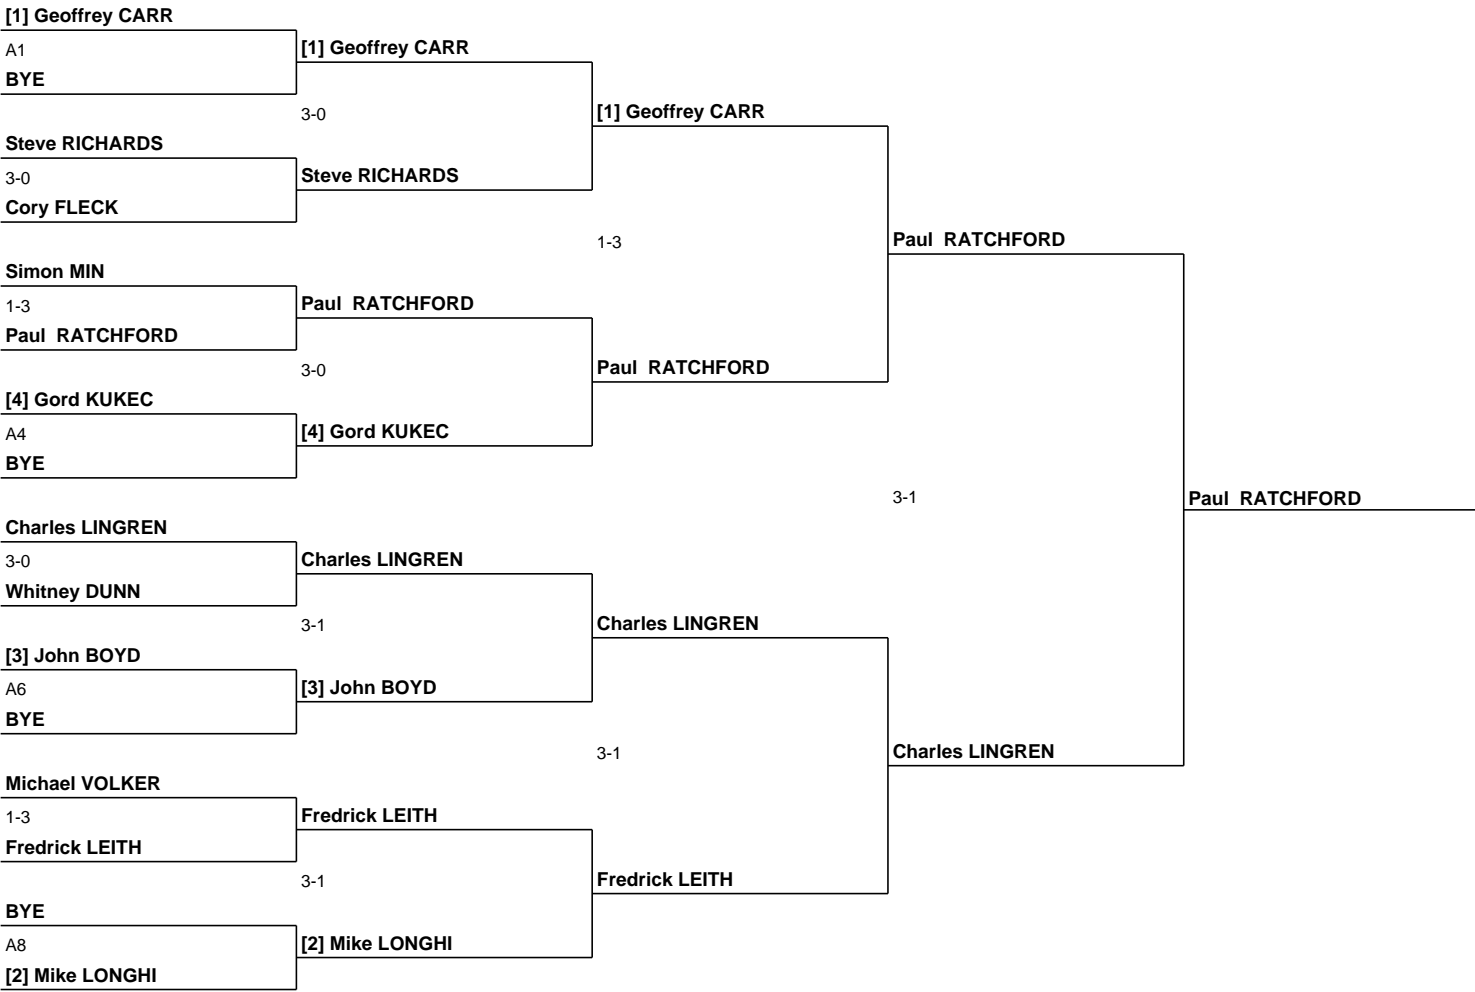 [1] Geoffrey CARR
A1
BYE
Steve RICHARDS
3-0
Cory FLECK
Simon MIN
1-3
Paul  RATCHFORD
[4] Gord KUKEC
A4
BYE
Charles LINGREN
3-0
Whitney DUNN
[3] John BOYD
A6
BYE
Michael VOLKER
1-3
Fredrick LEITH
BYE
A8
[2] Mike LONGHI
[1] Geoffrey CARR
3-0
Steve RICHARDS
Paul  RATCHFORD
3-0
[4] Gord KUKEC
Charles LINGREN
3-1
[3] John BOYD
Fredrick LEITH
3-1
[2] Mike LONGHI
[1] Geoffrey CARR
1-3
Paul  RATCHFORD
Charles LINGREN
3-1
Fredrick LEITH
Paul  RATCHFORD
3-1
Charles LINGREN
Paul  RATCHFORD